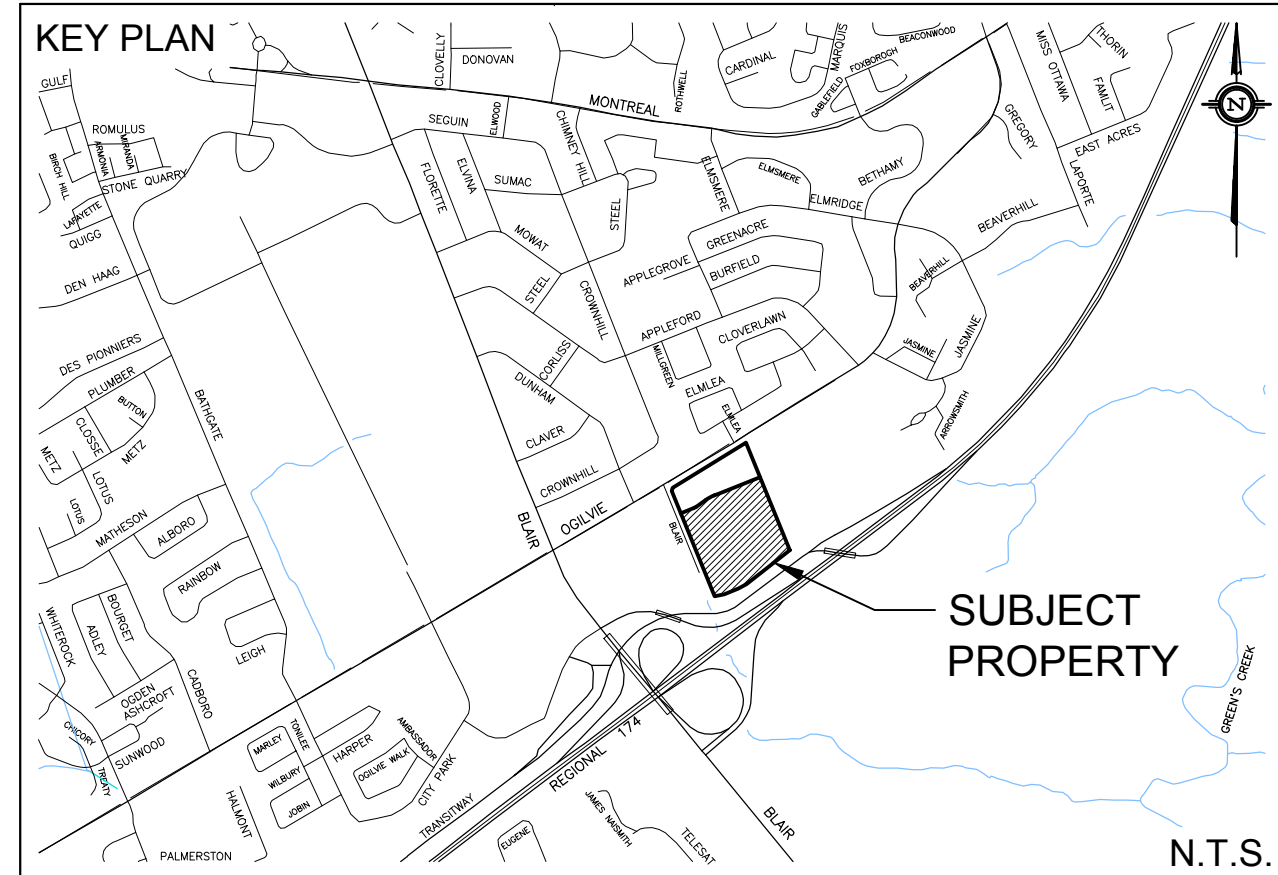 KEY PLAN
GULF
CLOVELLY
DONOVAN
CARDINAL
MARQUIS
BEACONWOOD
FOXBOROGH
GABLEFIELD
ROTHWELL
MISS OTTAWA
THORIN
FAMLIT
N
MONTREAL
ROMULUS
ARMONIA
MIRANDA
BIRCH HILL
STONE QUARRY
LAFAYETTE
QUIGG
DEN HAAG
SEGUIN
ELWOOD
CHIMNEY HILL
FLORETTE
ELVINA
SUMAC
STEEL
MOWAT
STEEL
ELMSMERE
ELMSMERE
BETHAMY
ELMRIDGE
GREGORY
EAST ACRES
LAPORTE
BEAVERHILL
GREENACRE
APPLEGROVE
BURFIELD
BEAVERHILL
CROWNHILL
APPLEFORD
CLOVERLAWN
MILLGREEN
JASMINE
JASMINE
DES PIONNIERS
PLUMBER
BUTTON
CLOSSE
METZ
METZ
BATHGATE
LOTUS
LOTUS
CORLISS
DUNHAM
CLAVER
CROWNHILL
ELMLEA
ELMLEA
ARROWSMITH
MATHESON
ALBORO
RAINBOW
BLAIR
OGILVIE
BLAIR
WHITEROCK
ADLEY
BOURGET
LEIGH
CADBORO
OGDEN
ASHCROFT
SUBJECT
PROPERTY
GREEN'S CREEK
CHICORY
SUNWOOD
TREATY
MARLEY
TONILEE
HARPER
WILBURY
JOBIN
OGILVIE WALK
AMBASSADOR
CITY PARK
REGIONAL 174
TRANSITWAY
HALMONT
PALMERSTON
EUGENE
JAMES NAISMITH
TELESAT
BLAIR
N.T.S.